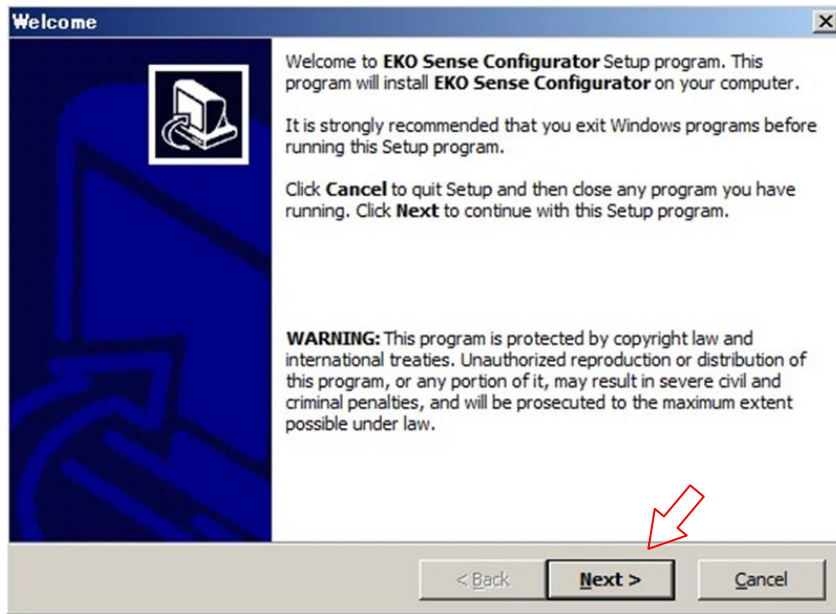 Welcome
Welcome to EKO Sense Configurator Setup program. This
program will install EKO Sense Configurator on your computer.
It is strongly recommended that you exit Windows programs before
running this Setup program.
Click Cancel to quit Setup and then close any program you have
running. Click Next to continue with this Setup program.
WARNING: This program is protected by copyright law and
international treaties. Unauthorized reproduction or distribution of
this program, or any portion of it, may result in severe civil and
criminal penalties, and will be prosecuted to the maximum extent
possible under law.
< Back Next > Cancel